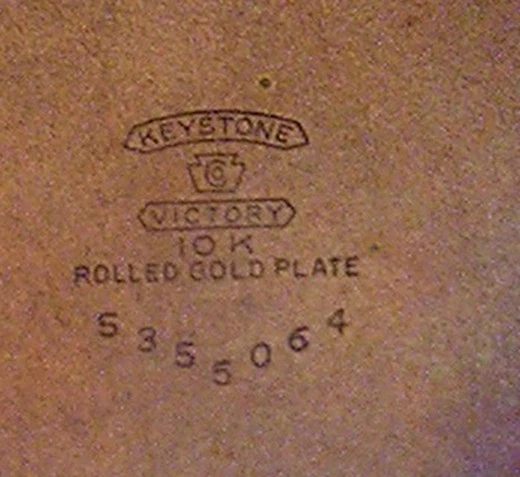 KEYSTONE
VICTORY
10 K
ROLLED GOLD PLATE
5355064